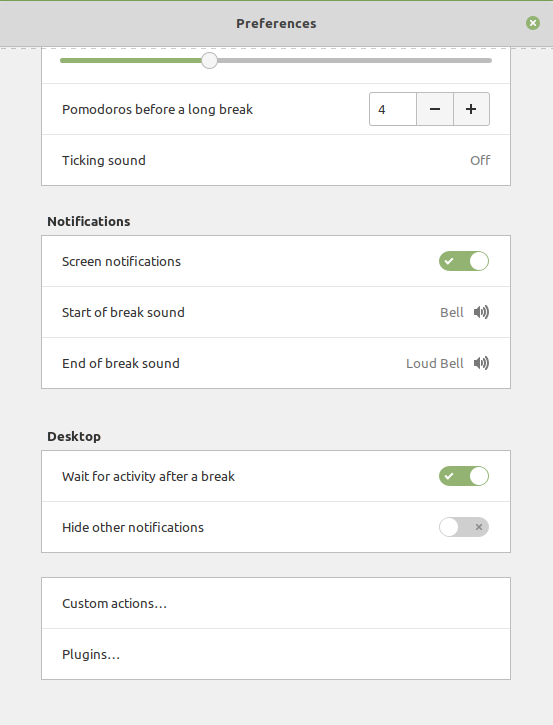 Preferences
Pomodoros before a long break 4
Ticking sound Off
Notifications
Screen notifications
Start of break sound Bell
End of break sound Loud Bell
Desktop
Wait for activity after a break
Hide other notifications
Custom actions...
Plugins...